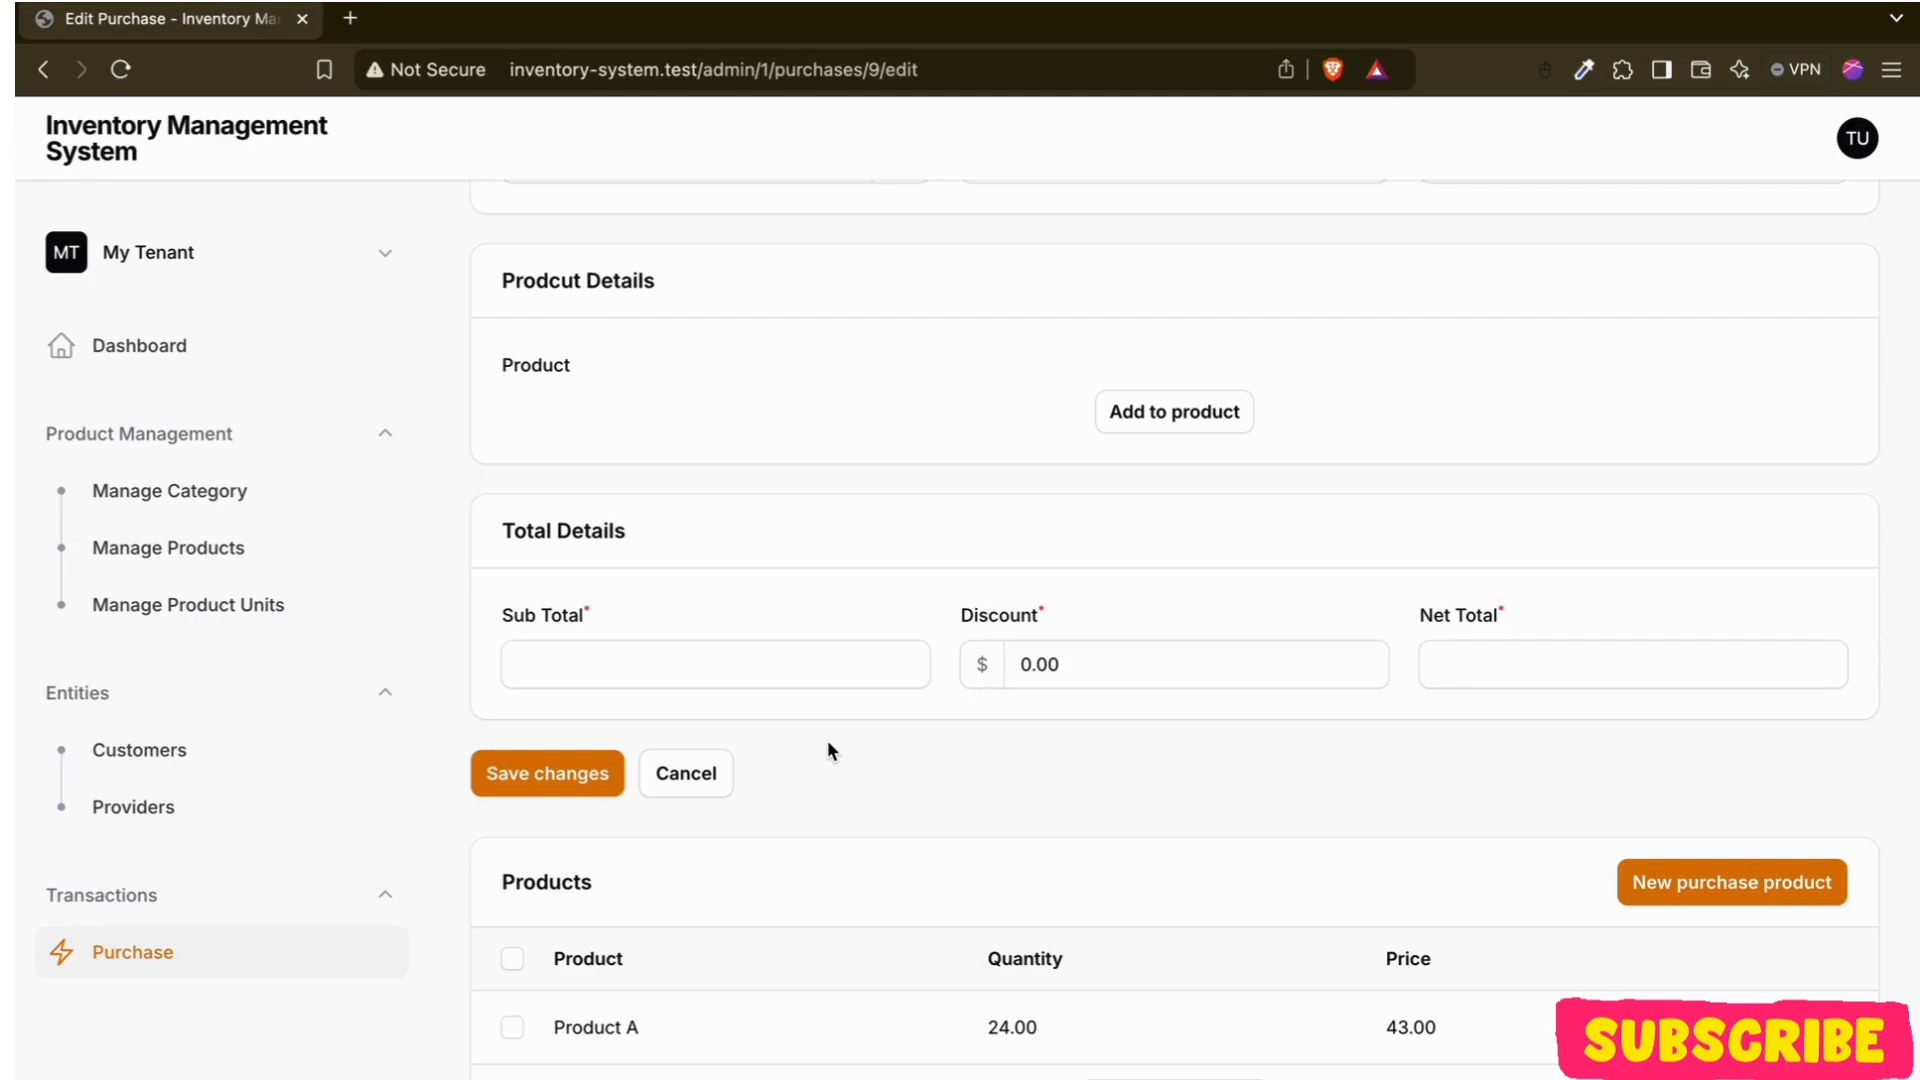 Edit Purchase - Inventory Ma
Not Secure inventory-system.test/admin/1/purchases/9/edit VPN
Inventory Management
System
TU
MT My Tenant
Dashboard
Product Management
Manage Category
Manage Products
Manage Product Units
Entities
Customers
Providers
Transactions
Purchase
Prodcut Details
Product
Add to product
Total Details
Sub Total* Discount* Net Total*
$ 0.00
Save changes Cancel
Products New purchase product
Product Quantity Price
Product A 24.00 43.00
SUBSCRIBE